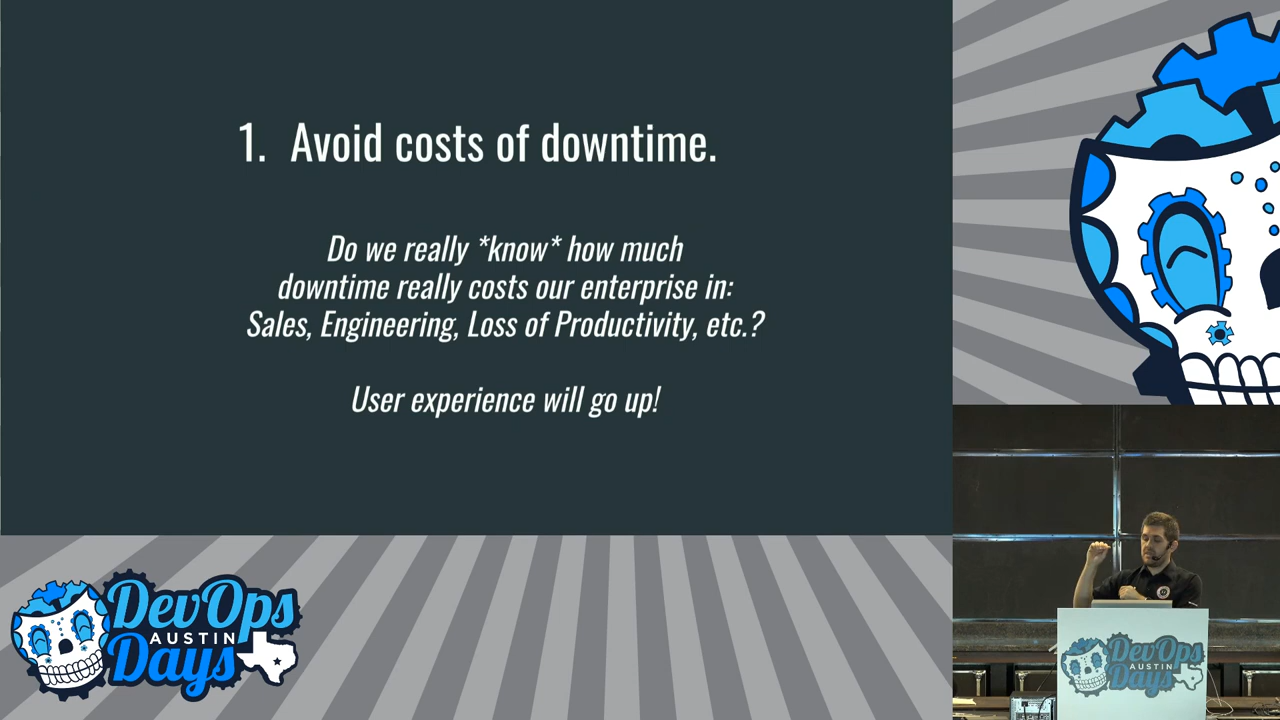 1. Avoid costs of downtime.
Do we really *know* how much
downtime really costs our enterprise in:
Sales, Engineering, Loss of Productivity, etc.?
User experience will go up!
DevOps
AUSTIN
Days
DevOps
AUSTIN
Days